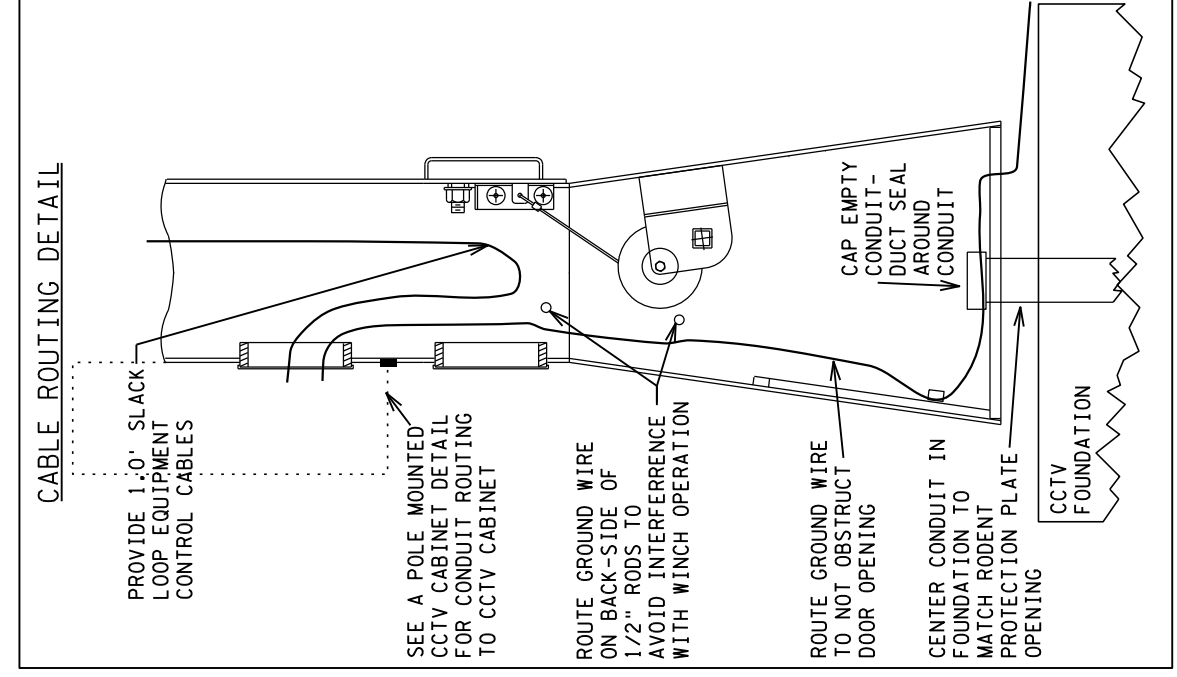 CABLE ROUTING DETAIL
PROVIDE 1.0' SLACK
LOOP EQUIPMENT
CONTROL CABLES
SEE A POLE MOUNTED
CCTV CABINET DETAIL
FOR CONDUIT ROUTING
TO CCTV CABINET
ROUTE GROUND WIRE
ON BACK-SIDE OF
1/2" RODS TO
AVOID INTERFERRENCE
WITH WINCH OPERATION
ROUTE GROUND WIRE
TO NOT OBSTRUCT
DOOR OPENING
CAP EMPTY
CONDUIT-
DUCT SEAL
AROUND
CONDUIT
CENTER CONDUIT IN
FOUNDATION TO
MATCH RODENT
PROTECTION PLATE
OPENING
CCTV
FOUNDATION